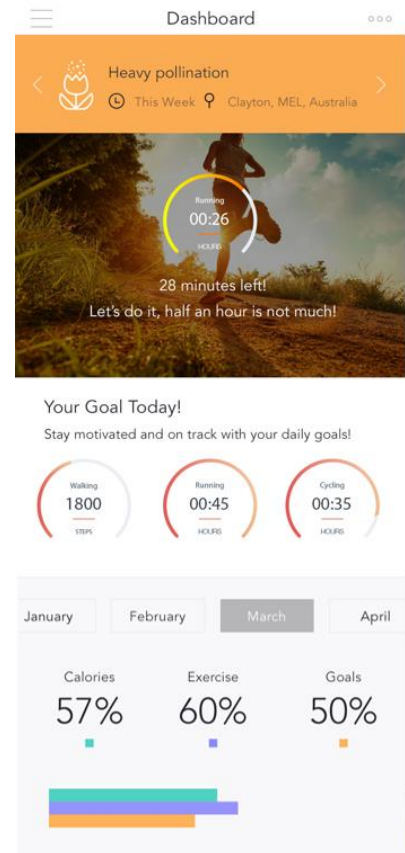 Dashboard
Heavy pollination
This Week Clayton, MEL, Australia
Running
00:26
HOURS
28 minutes left!
Let's do it, half an hour is not much!
Your Goal Today!
Stay motivated and on track with your daily goals!
Walking Running Cycling
1800 00:45 00:35
STEPS HOURS HOURS
January February March April
Calories Exercise Goals
57% 60% 50%